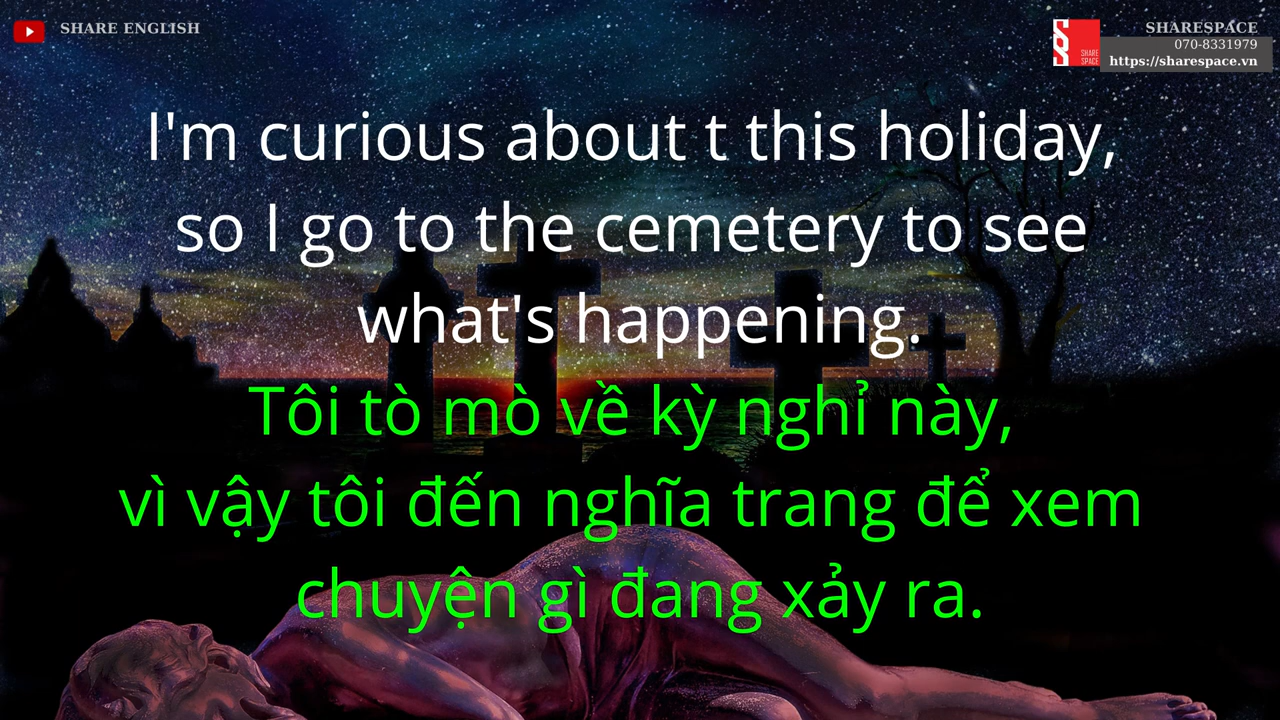 SHARE ENGLISH
SHARESPACE
070-8331979
https://sharespace.vn
SHARE
SPACE
I'm curious about t this holiday,
so I go to the cemetery to see
what's happening.
Tôi tò mò về kỳ nghỉ này,
vì vậy tôi đến nghĩa trang để xem
chuyện gì đang xảy ra.